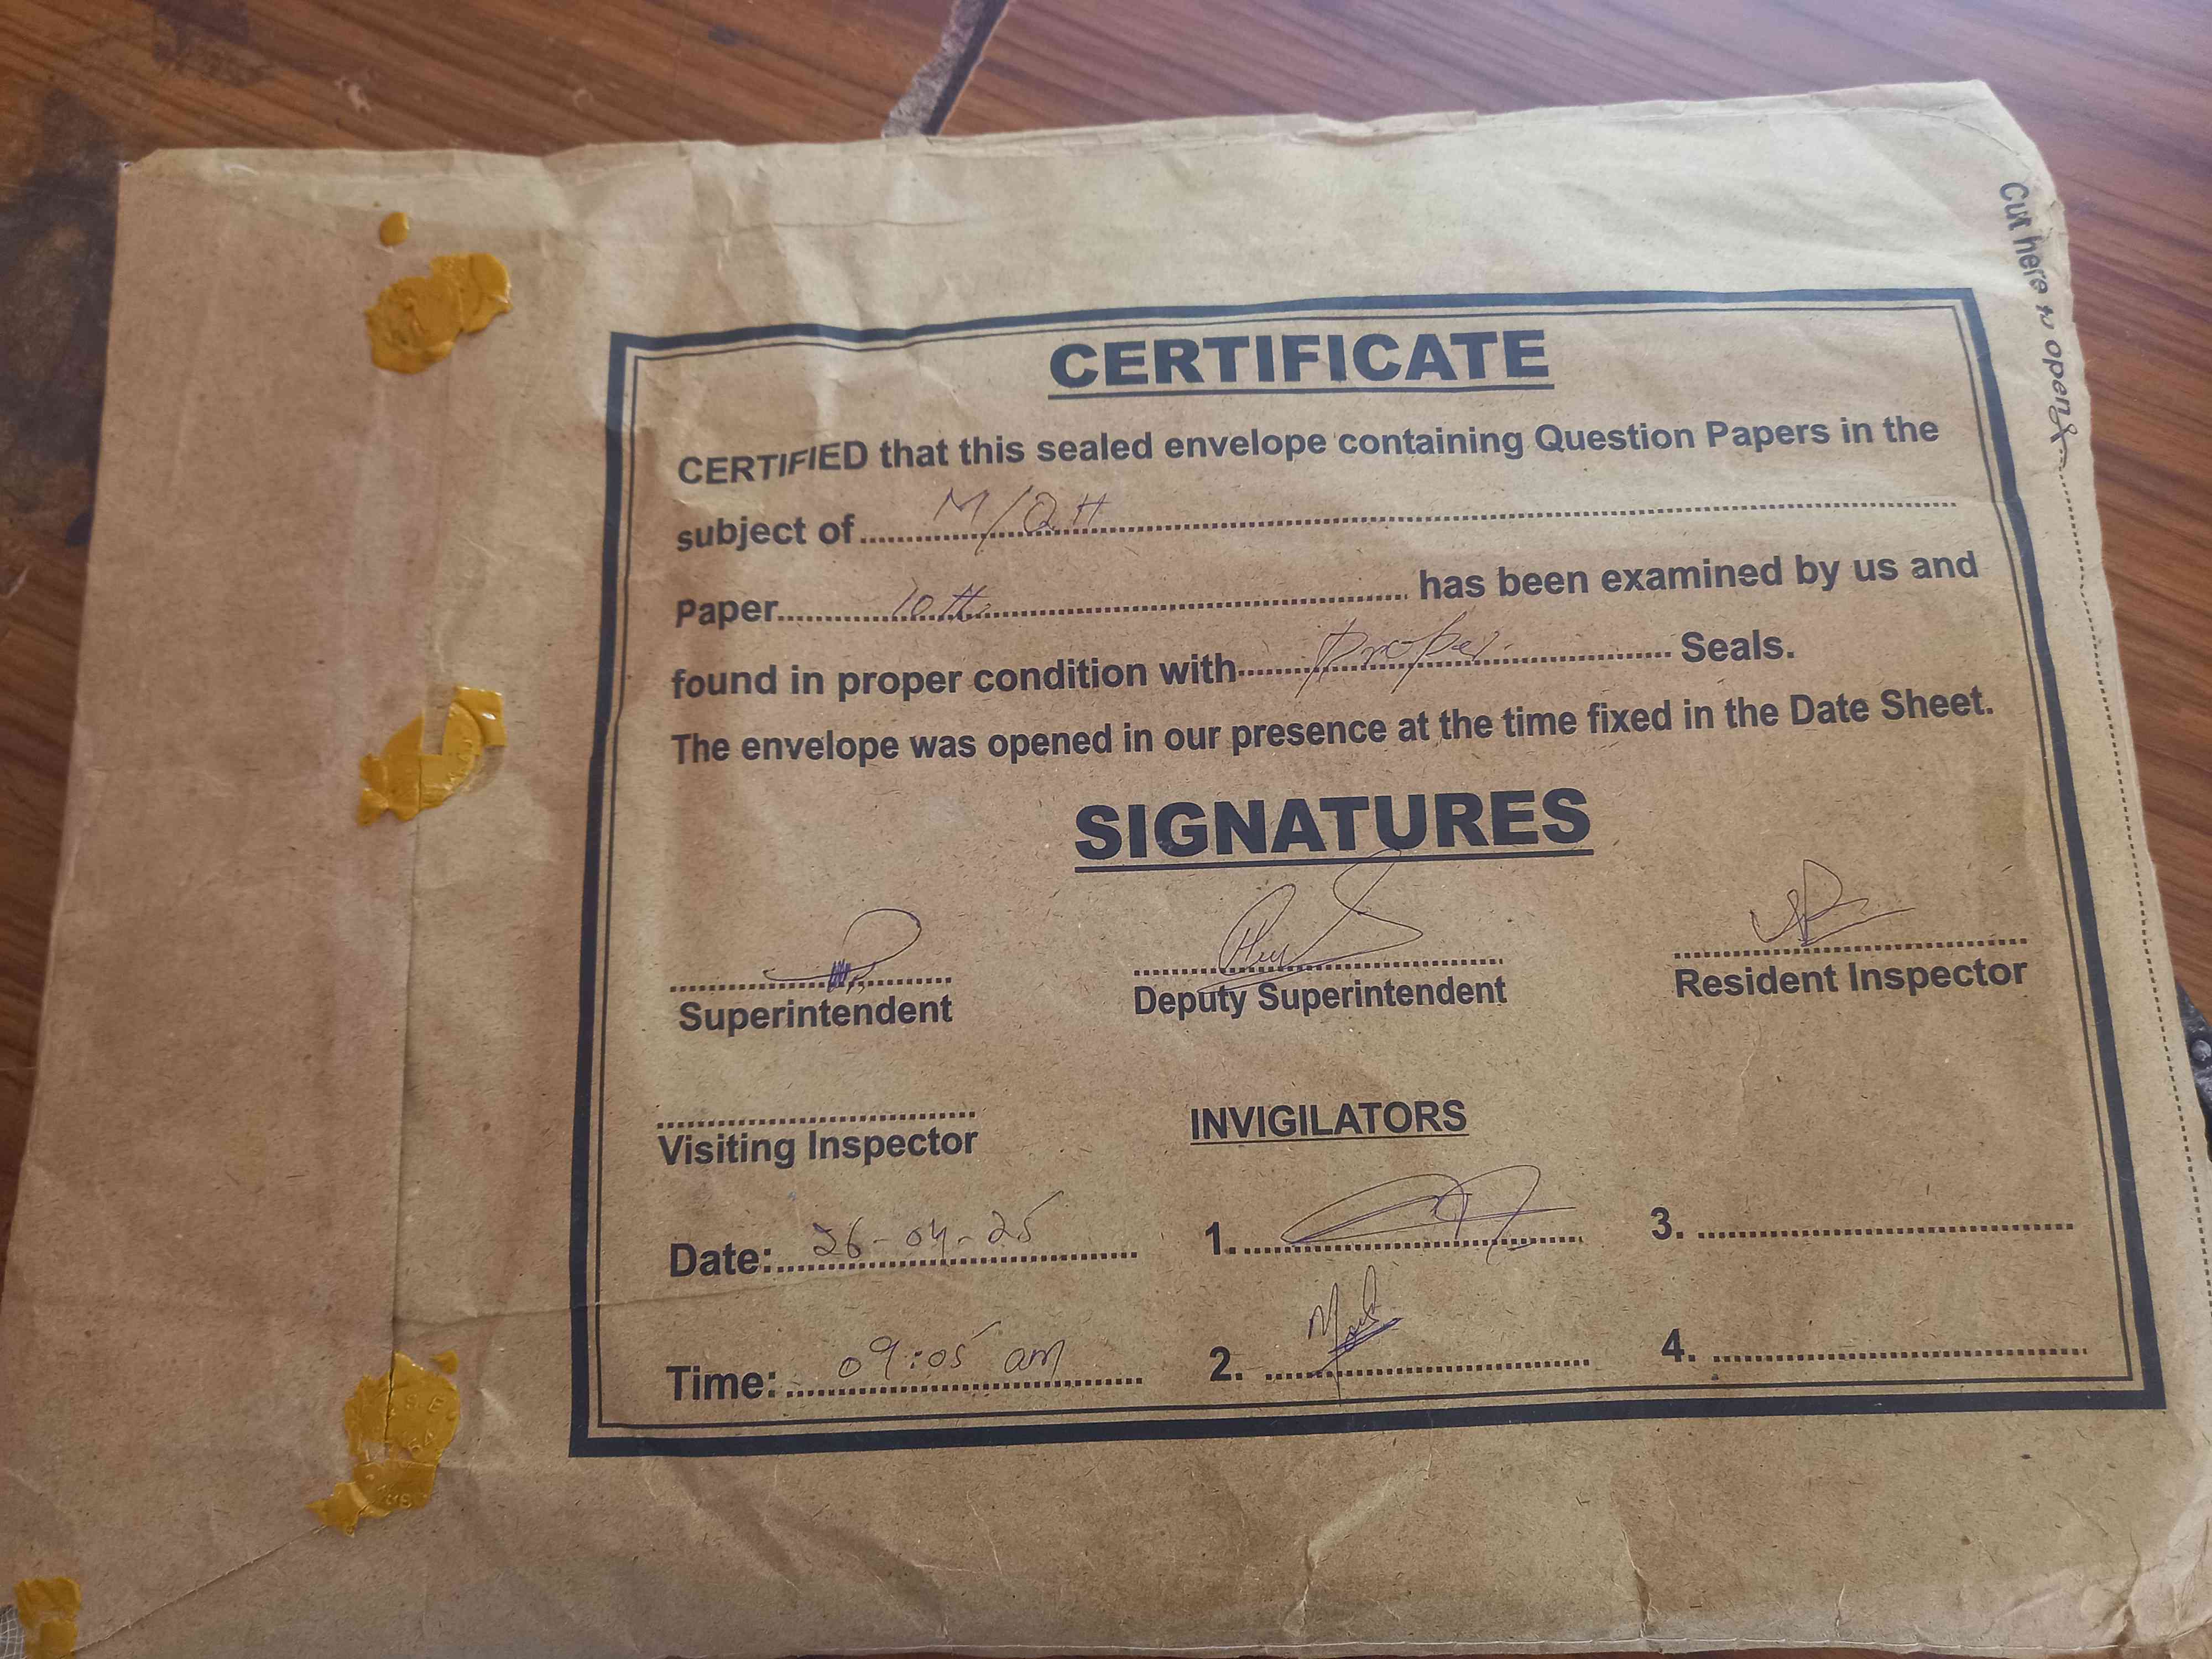 Cut here to open
CERTIFICATE
CERTIFIED that this sealed envelope containing Question Papers in the
subject of M/QH
Paper 10th has been examined by us and
found in proper condition with proper Seals.
The envelope was opened in our presence at the time fixed in the Date Sheet.
SIGNATURES
Superintendent Deputy Superintendent Resident Inspector
Visiting Inspector INVIGILATORS
Date: 26-04-25 1. 3.
Time: 09:05 am 2. 4.